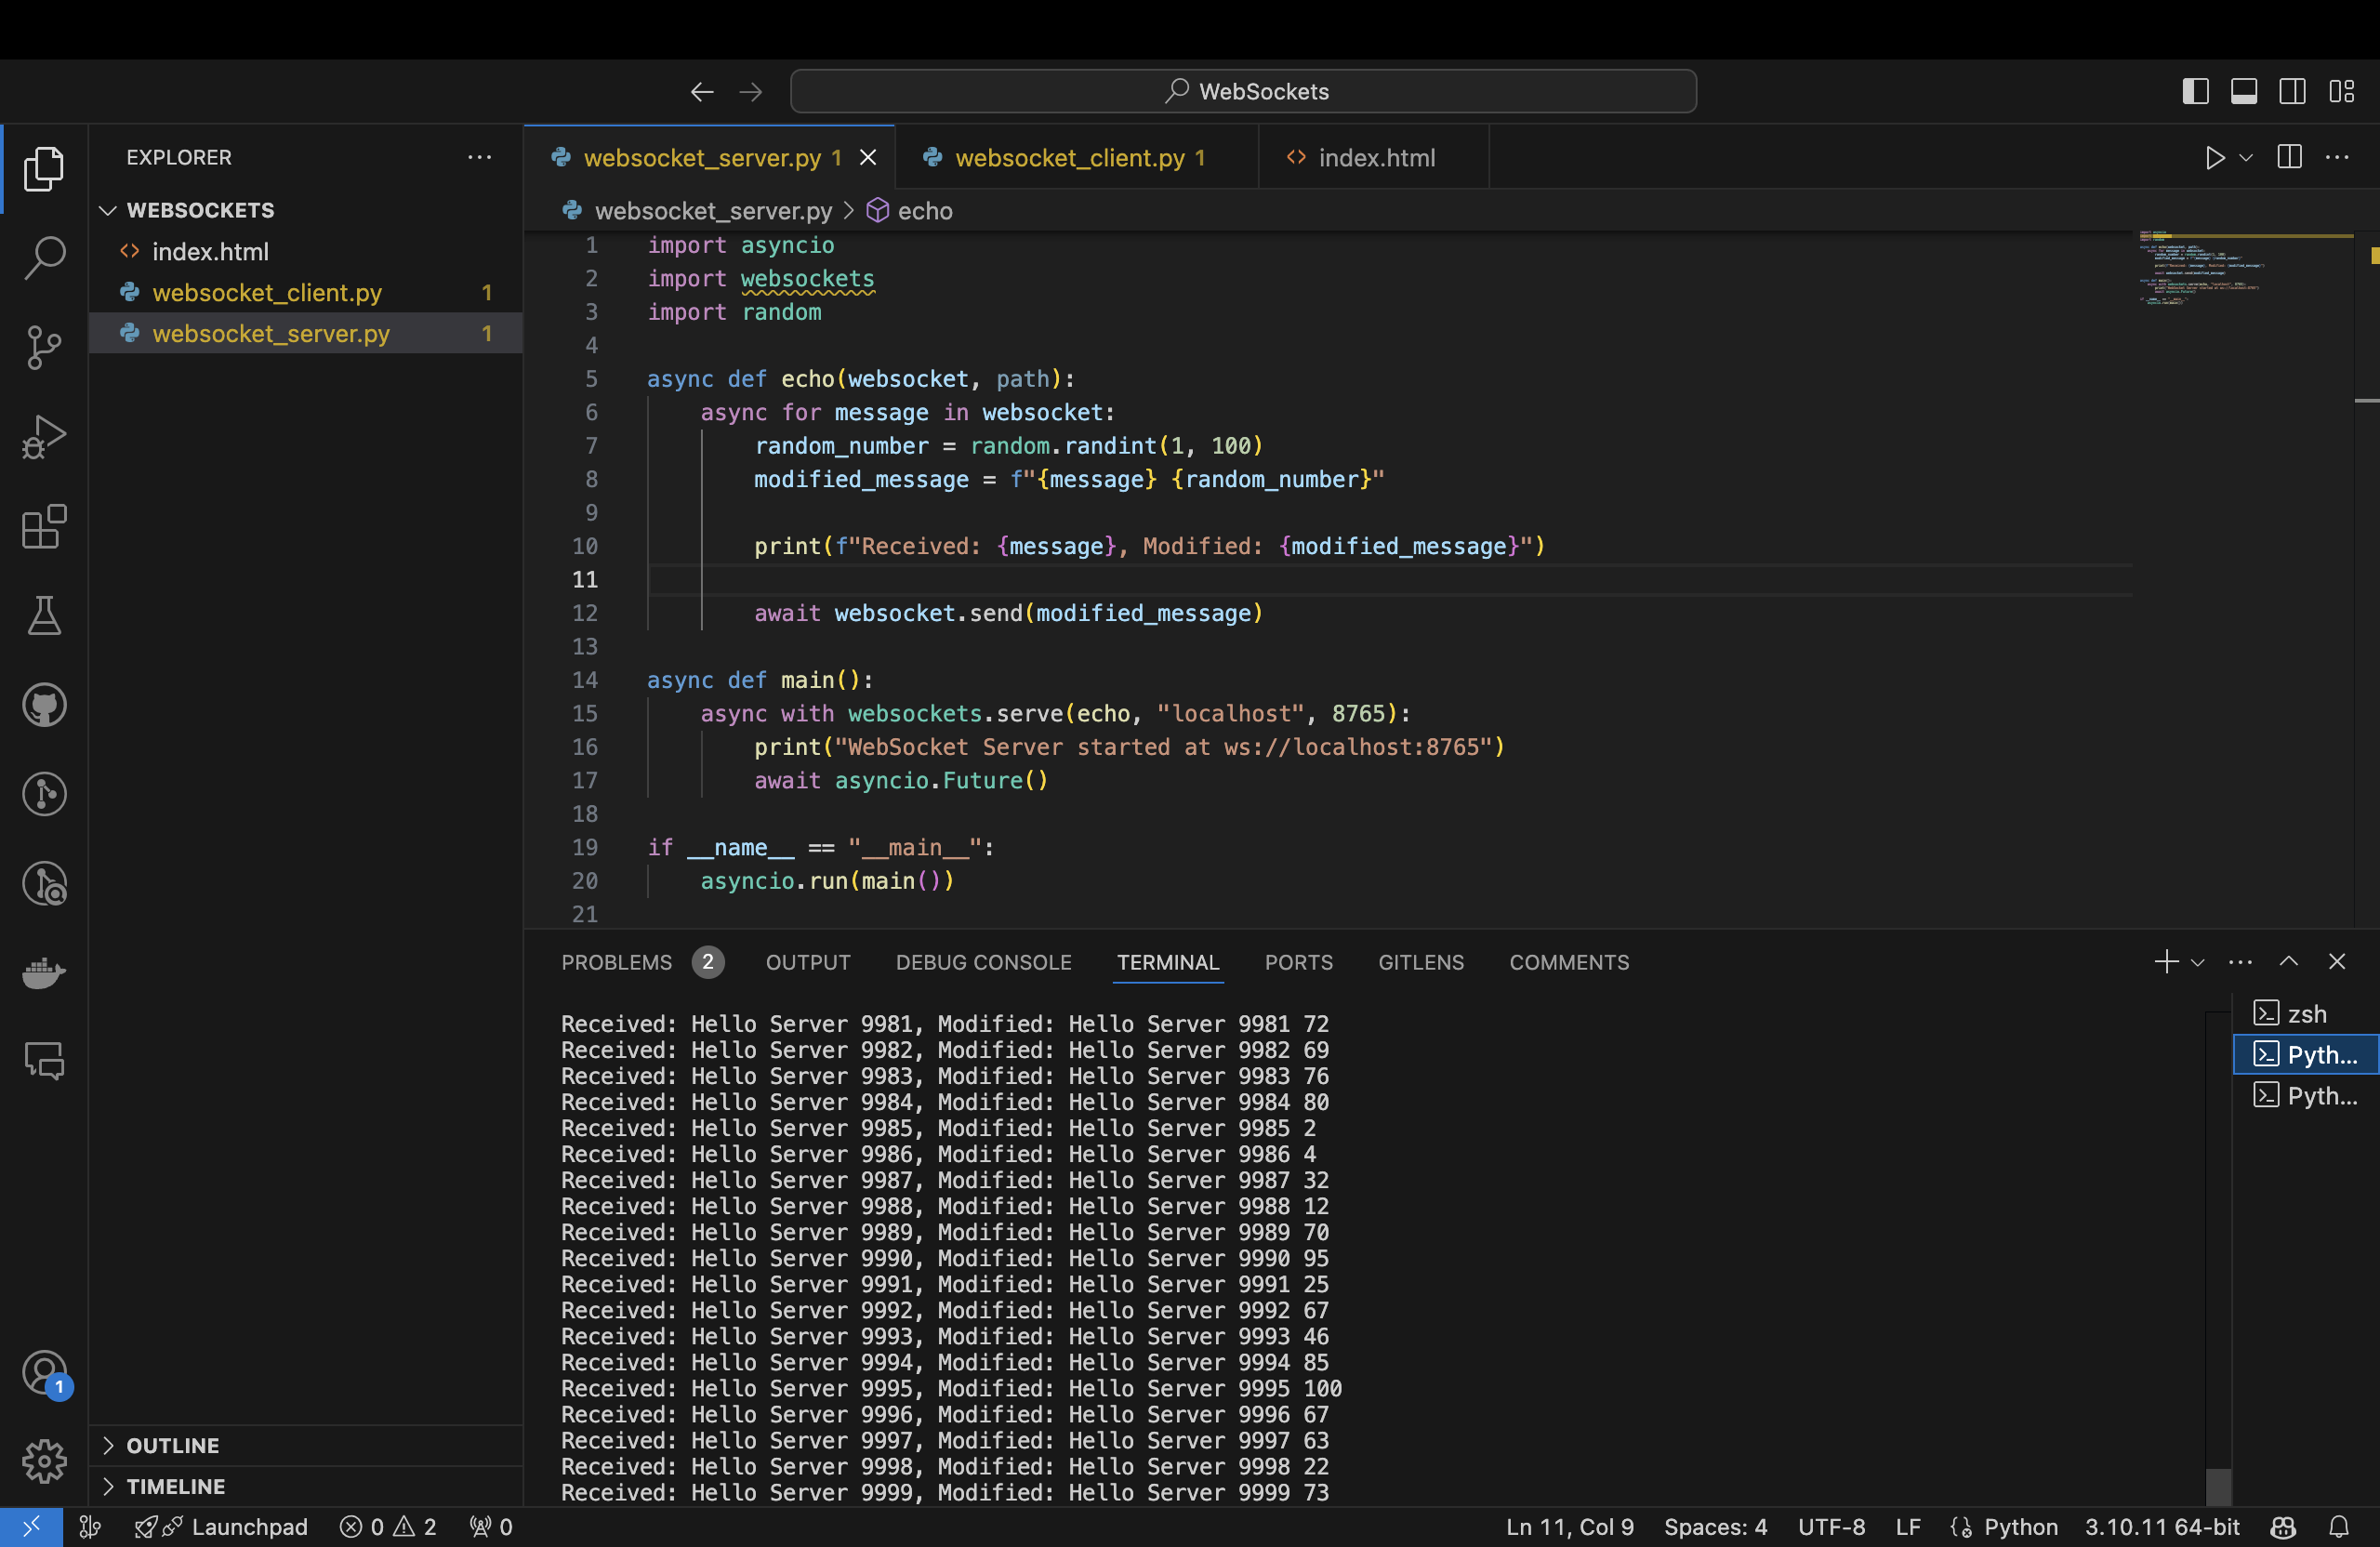 WebSockets
EXPLORER
WEBSOCKETS
index.html
websocket_client.py 1
websocket_server.py 1
OUTLINE
TIMELINE
websocket_server.py 1
websocket_client.py 1
index.html
websocket_server.py > echo
1 import asyncio
2 import websockets
3 import random
4
5 async def echo(websocket, path):
6     async for message in websocket:
7         random_number = random.randint(1, 100)
8         modified_message = f"{message} {random_number}"
9
10         print(f"Received: {message}, Modified: {modified_message}")
11
12         await websocket.send(modified_message)
13
14 async def main():
15     async with websockets.serve(echo, "localhost", 8765):
16         print("WebSocket Server started at ws://localhost:8765")
17         await asyncio.Future()
18
19 if __name__ == "__main__":
20     asyncio.run(main())
21
PROBLEMS 2 OUTPUT DEBUG CONSOLE TERMINAL PORTS GITLENS COMMENTS
Received: Hello Server 9981, Modified: Hello Server 9981 72
Received: Hello Server 9982, Modified: Hello Server 9982 69
Received: Hello Server 9983, Modified: Hello Server 9983 76
Received: Hello Server 9984, Modified: Hello Server 9984 80
Received: Hello Server 9985, Modified: Hello Server 9985 2
Received: Hello Server 9986, Modified: Hello Server 9986 4
Received: Hello Server 9987, Modified: Hello Server 9987 32
Received: Hello Server 9988, Modified: Hello Server 9988 12
Received: Hello Server 9989, Modified: Hello Server 9989 70
Received: Hello Server 9990, Modified: Hello Server 9990 95
Received: Hello Server 9991, Modified: Hello Server 9991 25
Received: Hello Server 9992, Modified: Hello Server 9992 67
Received: Hello Server 9993, Modified: Hello Server 9993 46
Received: Hello Server 9994, Modified: Hello Server 9994 85
Received: Hello Server 9995, Modified: Hello Server 9995 100
Received: Hello Server 9996, Modified: Hello Server 9996 67
Received: Hello Server 9997, Modified: Hello Server 9997 63
Received: Hello Server 9998, Modified: Hello Server 9998 22
Received: Hello Server 9999, Modified: Hello Server 9999 73
zsh
Pyth...
Pyth...
1
Launchpad 0 2 0 Ln 11, Col 9 Spaces: 4 UTF-8 LF Python 3.10.11 64-bit